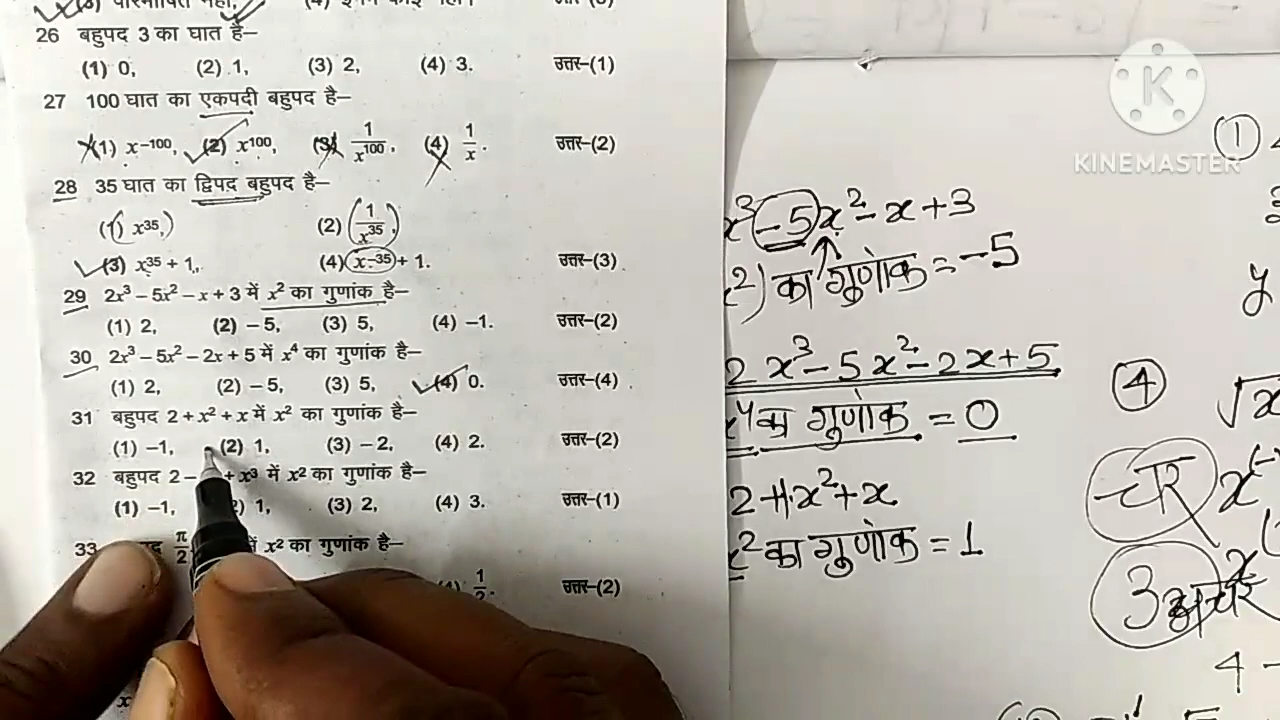 26 बहुपद 3 का घात है–
(1) 0, (2) 1, (3) 2, (4) 3. उत्तर–(1)
27 100 घात का एकपदी बहुपद है–
(1) x⁻¹⁰⁰, (2) x¹⁰⁰, (3) 1/x¹⁰⁰, (4) 1/x. उत्तर–(2)
28 35 घात का द्विपद बहुपद है–
(1) x³⁵, (2) 1/x³⁵,
(3) x³⁵ + 1, (4) x⁻³⁵ + 1. उत्तर–(3)
29 2x³ – 5x² – x + 3 में x² का गुणांक है–
(1) 2, (2) – 5, (3) 5, (4) –1. उत्तर–(2)
30 2x³ – 5x² – 2x + 5 में x⁴ का गुणांक है–
(1) 2, (2) – 5, (3) 5, (4) 0. उत्तर–(4)
31 बहुपद 2 + x² + x में x² का गुणांक है–
(1) –1, (2) 1, (3) – 2, (4) 2. उत्तर–(2)
32 बहुपद 2 – + x³ में x² का गुणांक है–
(1) –1, 1, (3) 2, (4) 3. उत्तर–(1)
33 π/2 में x² का गुणांक है–
1/2. उत्तर–(2)
KINEMASTER
①
x³ – 5x² – x + 3
x²) का गुणांक = – 5
y
2x³ – 5x² – 2x + 5
x⁴ का गुणांक = 0
④
2 + 1·x² + x
x² का गुणांक = 1
चर
3
4 –